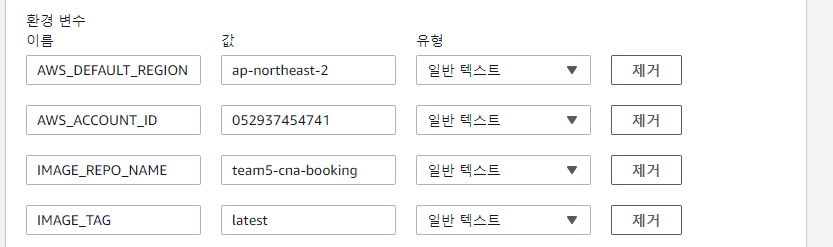 환경 변수
이름 값 유형
AWS_DEFAULT_REGION ap-northeast-2 일반 텍스트 제거
AWS_ACCOUNT_ID 052937454741 일반 텍스트 제거
IMAGE_REPO_NAME team5-cna-booking 일반 텍스트 제거
IMAGE_TAG latest 일반 텍스트 제거